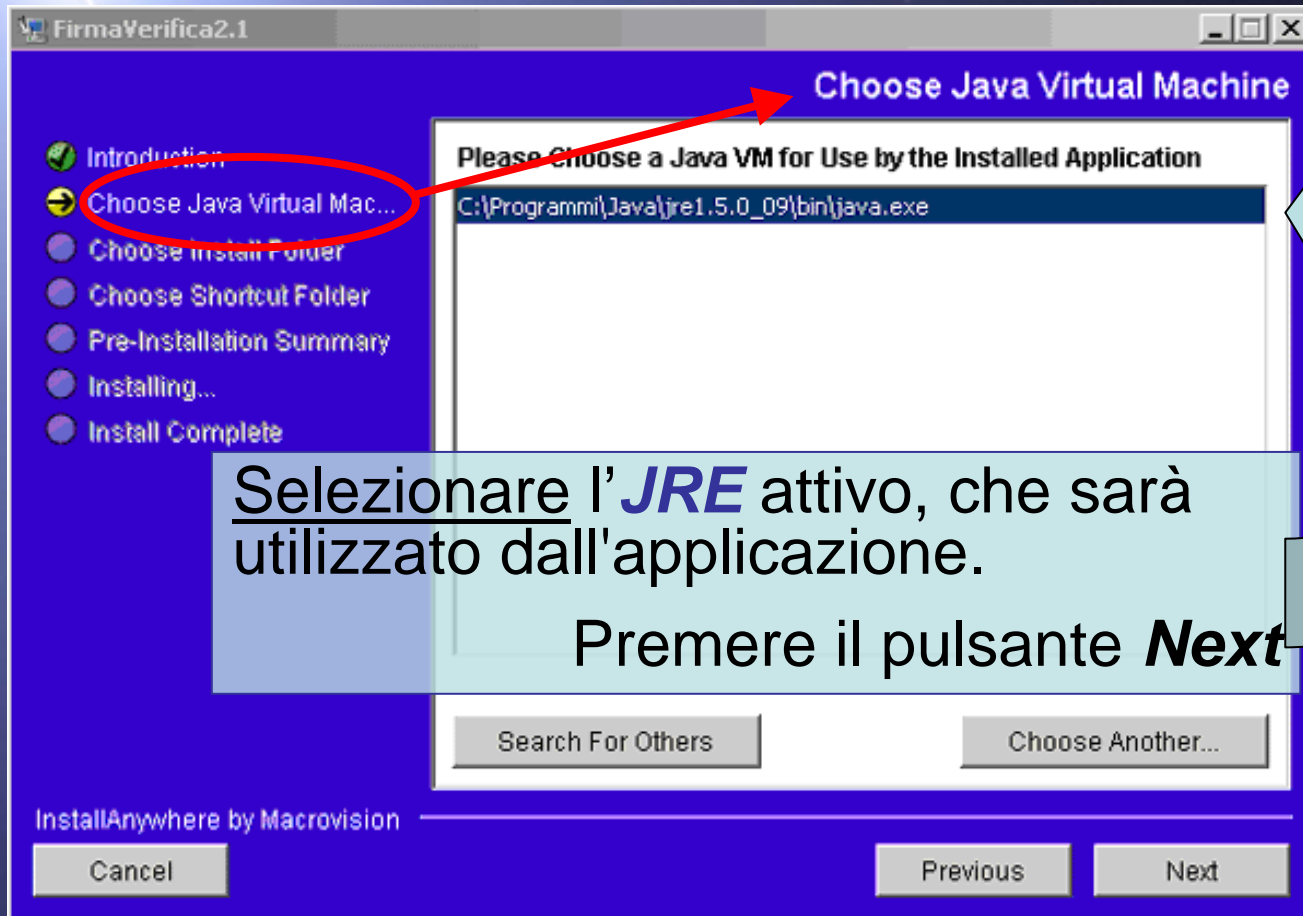 FirmaVerifica2.1
Choose Java Virtual Machine
Introduction
Choose Java Virtual Mac...
Choose Install Folder
Choose Shortcut Folder
Pre-Installation Summary
Installing...
Install Complete
Please Choose a Java VM for Use by the Installed Application
C:\Programmi\Java\jre1.5.0_09\bin\java.exe
Selezionare l’JRE attivo, che sarà
utilizzato dall'applicazione.
Premere il pulsante Next
Search For Others
Choose Another...
InstallAnywhere by Macrovision
Cancel
Previous
Next